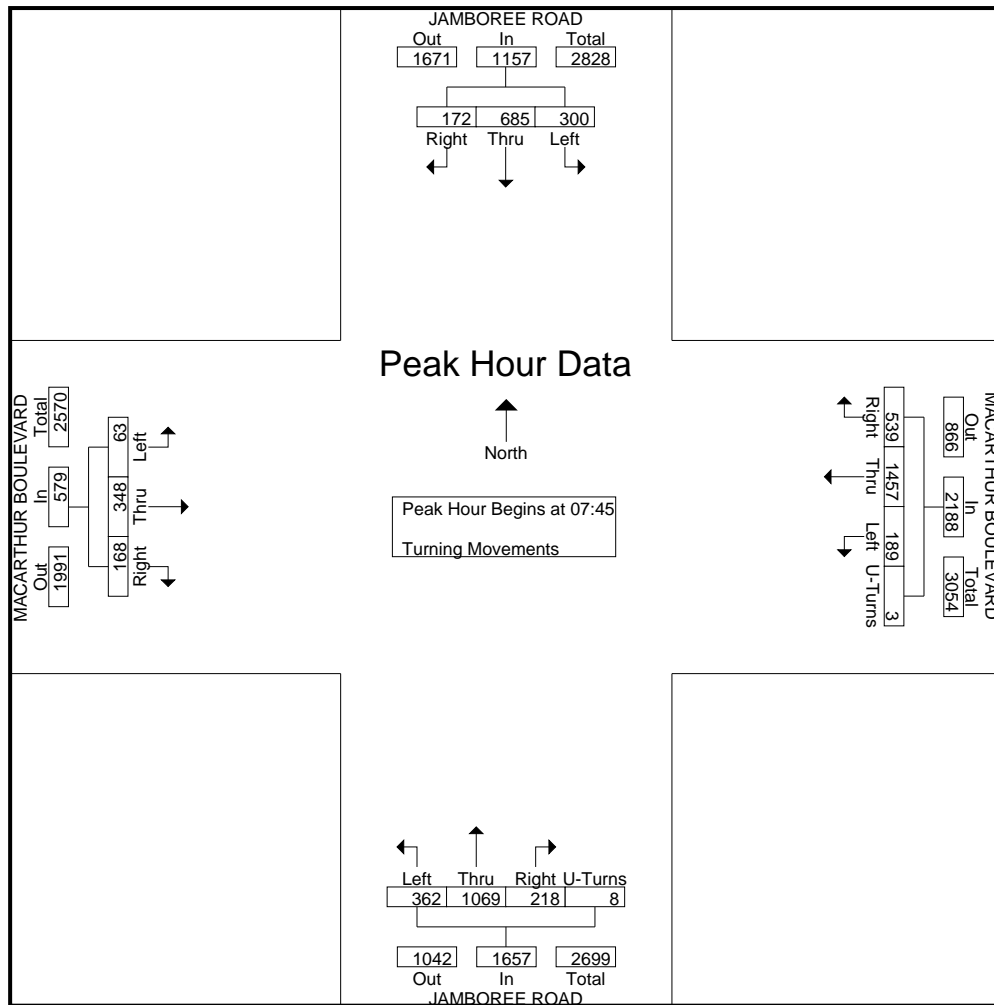 JAMBOREE ROAD
Out In Total
1671 1157 2828
172 685 300
Right Thru Left
Peak Hour Data
North
Peak Hour Begins at 07:45
Turning Movements
MACARTHUR BOULEVARD
Total In Out
2570 579 1991
63 348 168
Left Thru Right
Right Thru Left U-Turns
539 1457 189 3
866 2188 3054
Out In Total
MACARTHUR BOULEVARD
Left Thru Right U-Turns
362 1069 218 8
1042 1657 2699
Out In Total
JAMBOREE ROAD